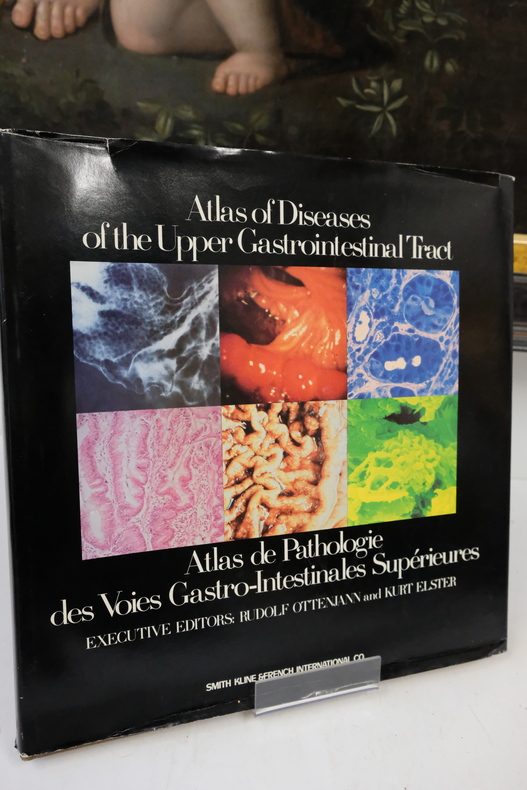 Atlas of Diseases
of the Upper Gastrointestinal Tract
Atlas de Pathologie
des Voies Gastro-Intestinales Supérieures
EXECUTIVE EDITORS: RUDOLF OTTENJANN and KURT ELSTER
SMITH KLINE & FRENCH INTERNATIONAL CO.